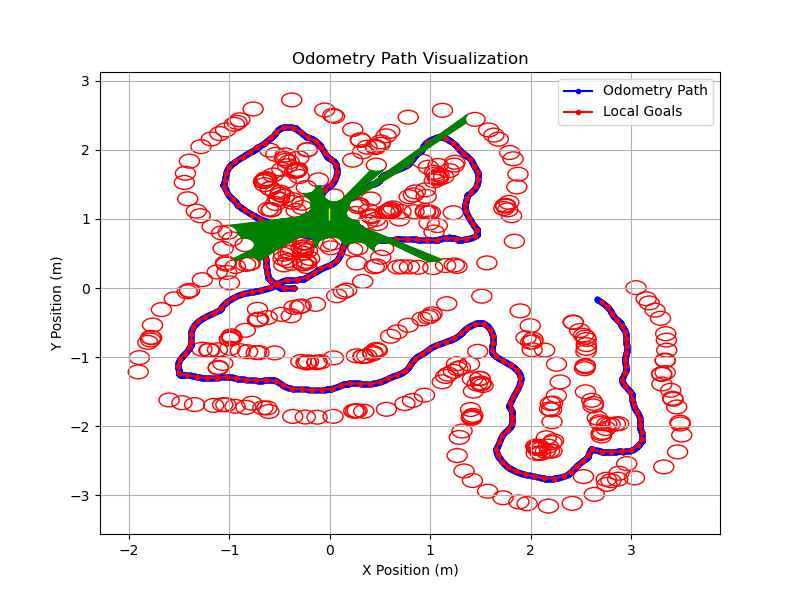 Odometry Path Visualization
Odometry Path
Local Goals
Y Position (m)
3
2
1
0
−1
−2
−3
−2
−1
0
1
2
3
X Position (m)